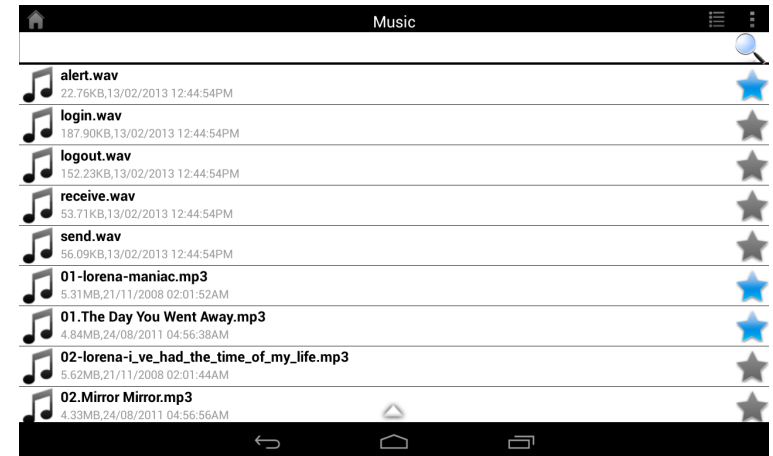 Music
alert.wav
22.76KB,13/02/2013 12:44:54PM
login.wav
187.90KB,13/02/2013 12:44:54PM
logout.wav
152.23KB,13/02/2013 12:44:54PM
receive.wav
53.71KB,13/02/2013 12:44:54PM
send.wav
56.09KB,13/02/2013 12:44:54PM
01-lorena-maniac.mp3
5.31MB,21/11/2008 02:01:52AM
01.The Day You Went Away.mp3
4.84MB,24/08/2011 04:56:38AM
02-lorena-i_ve_had_the_time_of_my_life.mp3
5.62MB,21/11/2008 02:01:44AM
02.Mirror Mirror.mp3
4.33MB,24/08/2011 04:56:56AM